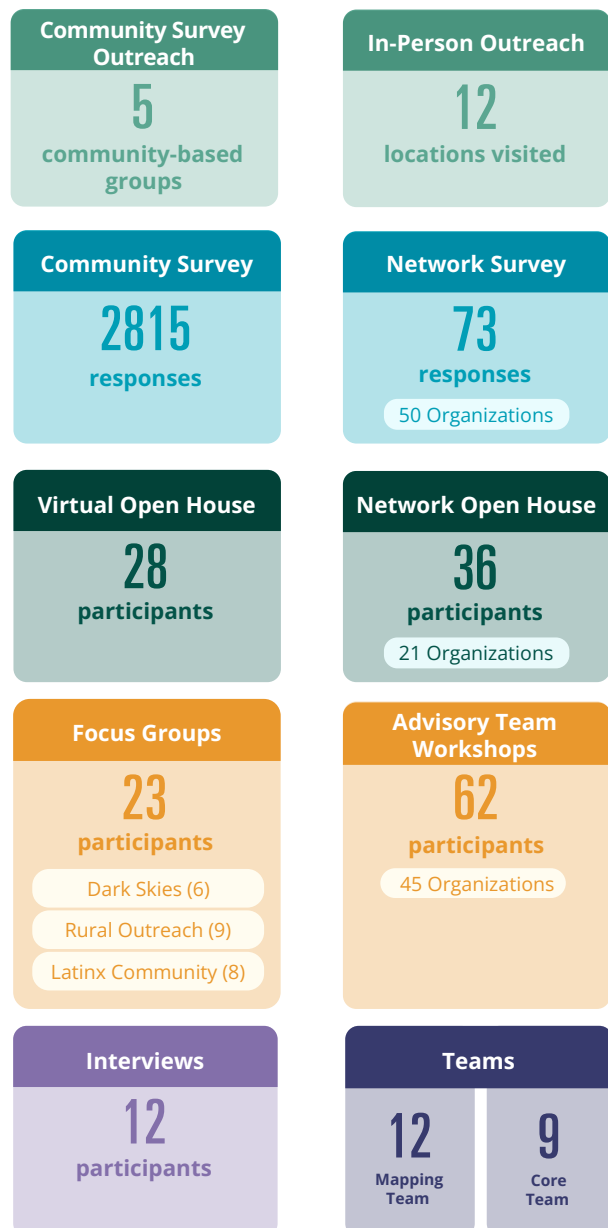 Community Survey
Outreach
5
community-based
groups
In-Person Outreach
12
locations visited
Community Survey
2815
responses
Network Survey
73
responses
50 Organizations
Virtual Open House
28
participants
Network Open House
36
participants
21 Organizations
Focus Groups
23
participants
Dark Skies (6)
Rural Outreach (9)
Latinx Community (8)
Advisory Team
Workshops
62
participants
45 Organizations
Interviews
12
participants
Teams
12
Mapping
Team
9
Core
Team